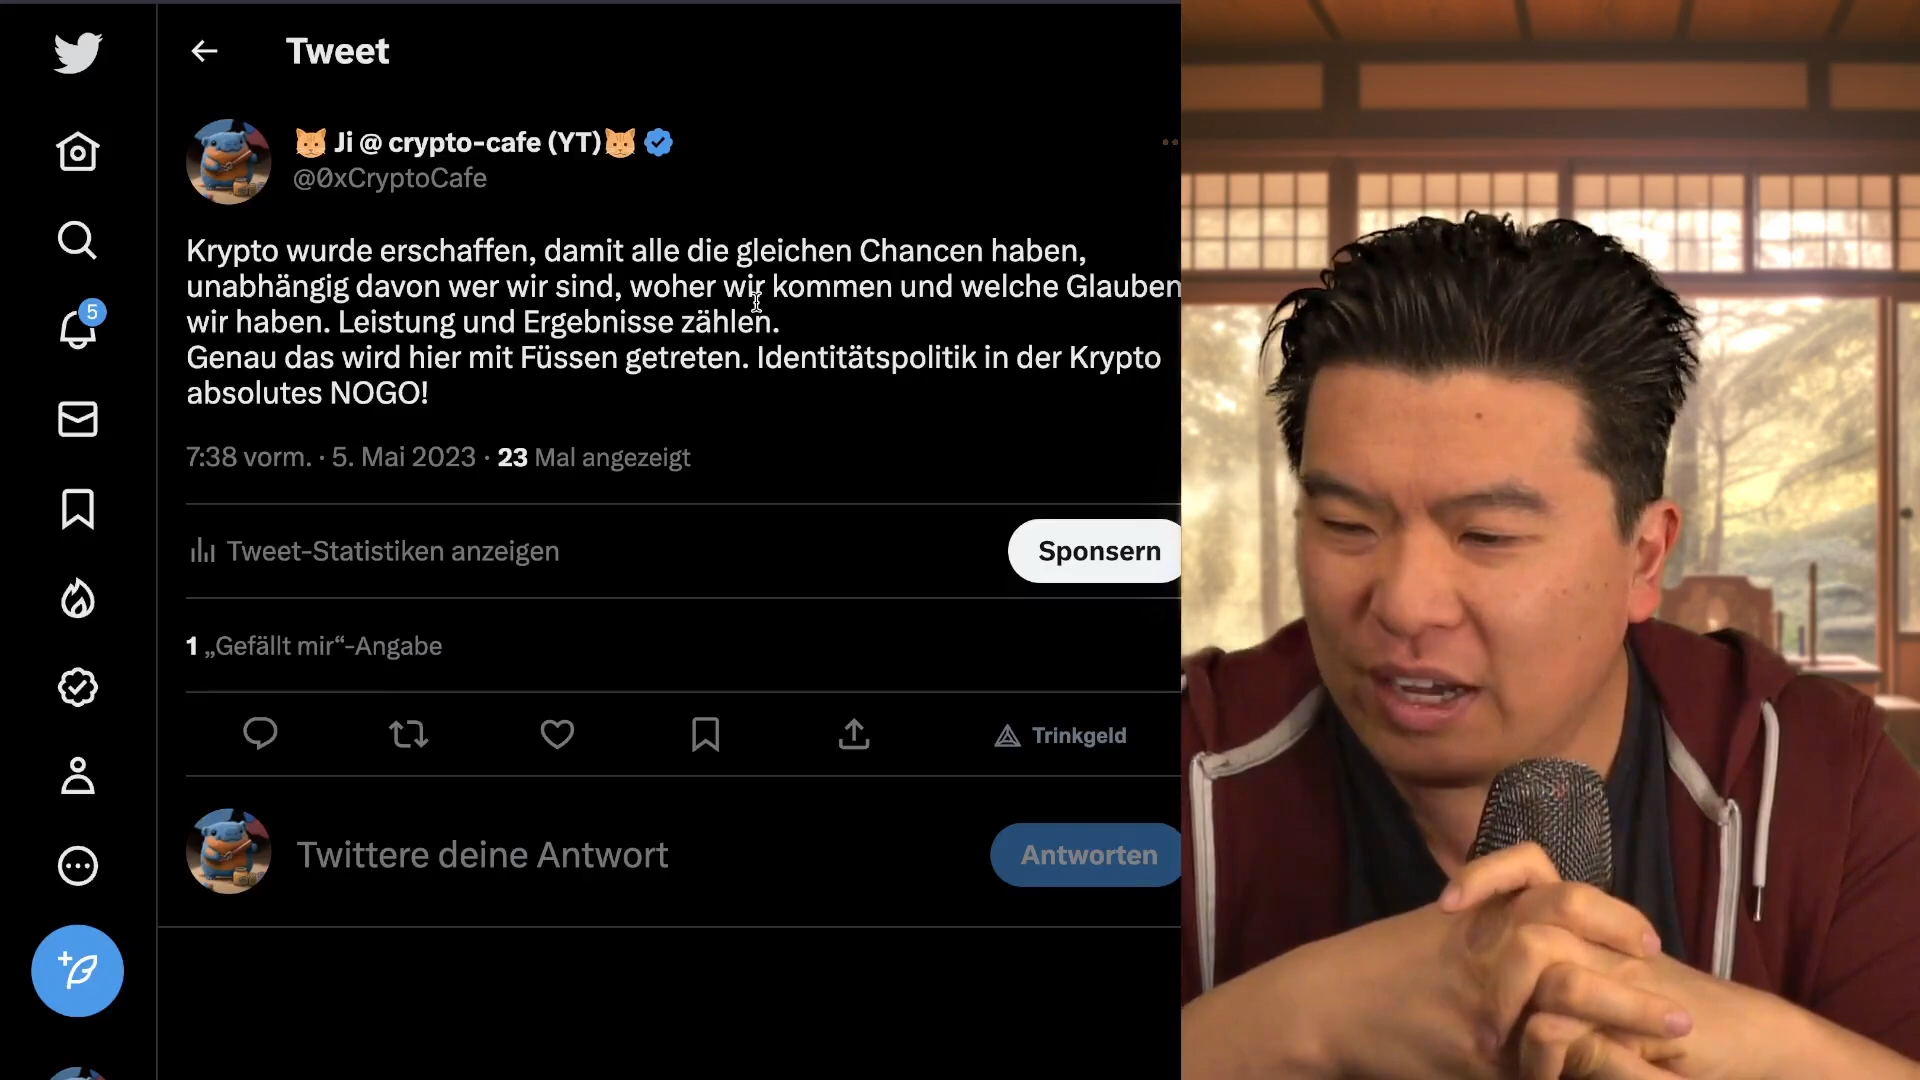 Tweet
Ji @ crypto-cafe (YT)
@0xCryptoCafe
Krypto wurde erschaffen, damit alle die gleichen Chancen haben,
unabhängig davon wer wir sind, woher wir kommen und welche Glauben
wir haben. Leistung und Ergebnisse zählen.
Genau das wird hier mit Füssen getreten. Identitätspolitik in der Krypto
absolutes NOGO!
7:38 vorm. · 5. Mai 2023 · 23 Mal angezeigt
Tweet-Statistiken anzeigen
Sponsern
1 „Gefällt mir“-Angabe
Trinkgeld
Twittere deine Antwort
Antworten
5